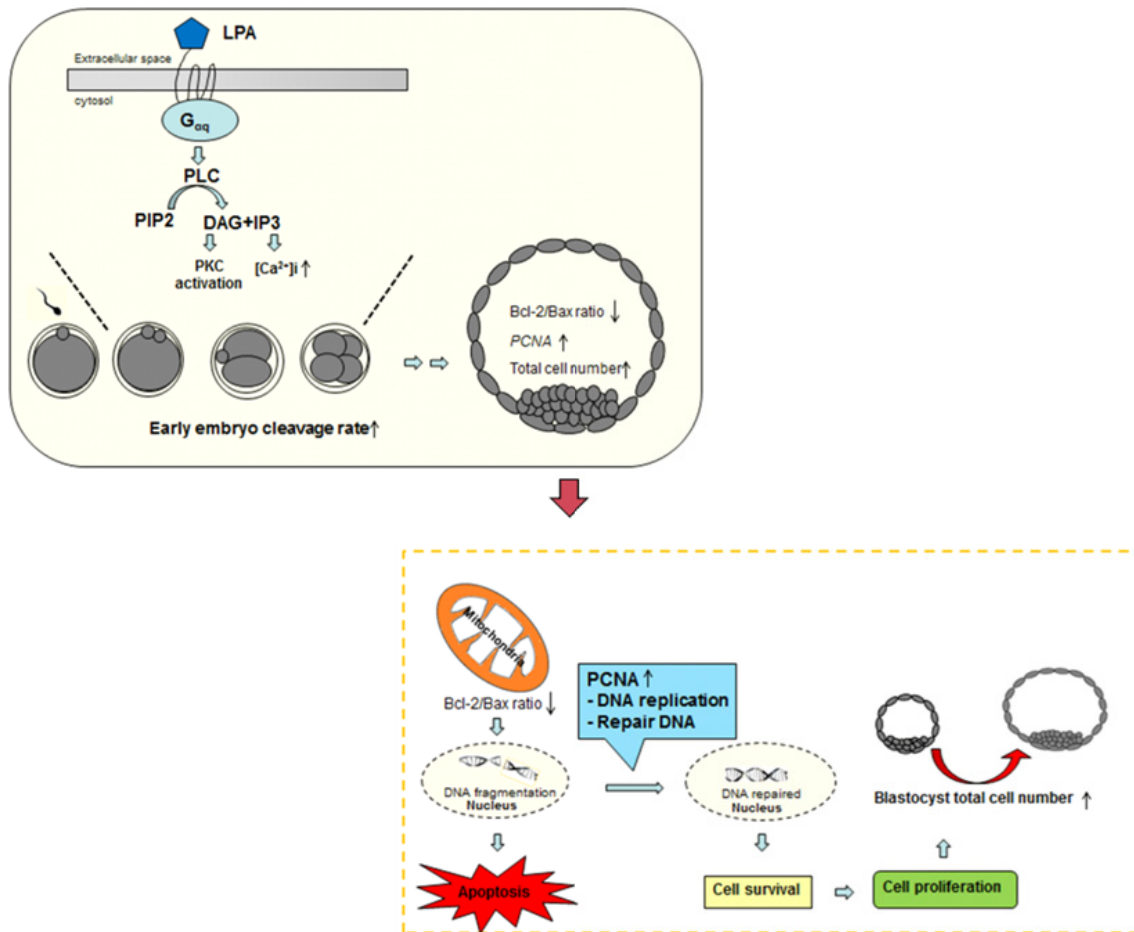 LPA
Extracellular space
cytosol
Gαq
PLC
PIP2
DAG+IP3
PKC
activation
[Ca²⁺]i ↑
Bcl-2/Bax ratio ↓
PCNA ↑
Total cell number↑
Early embryo cleavage rate↑
Mitochondria
Bcl-2/Bax ratio ↓
PCNA ↑
- DNA replication
- Repair DNA
DNA fragmentation
Nucleus
DNA repaired
Nucleus
Blastocyst total cell number ↑
Apoptosis
Cell survival
Cell proliferation